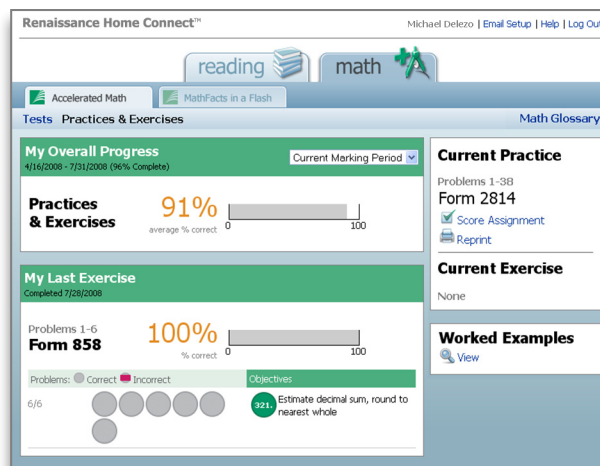 Renaissance Home Connect™
Michael Delezo | Email Setup | Help | Log Out
reading math
Accelerated Math MathFacts in a Flash
Tests Practices & Exercises Math Glossary
My Overall Progress
4/16/2008 - 7/31/2008 (96% Complete)
Current Marking Period
Practices
& Exercises
91%
average % correct
0 100
My Last Exercise
Completed 7/28/2008
Problems 1-6
Form 858
100%
% correct
0 100
Problems: Correct Incorrect Objectives
6/6
321. Estimate decimal sum, round to
nearest whole
Current Practice
Problems 1-38
Form 2814
Score Assignment
Reprint
Current Exercise
None
Worked Examples
View